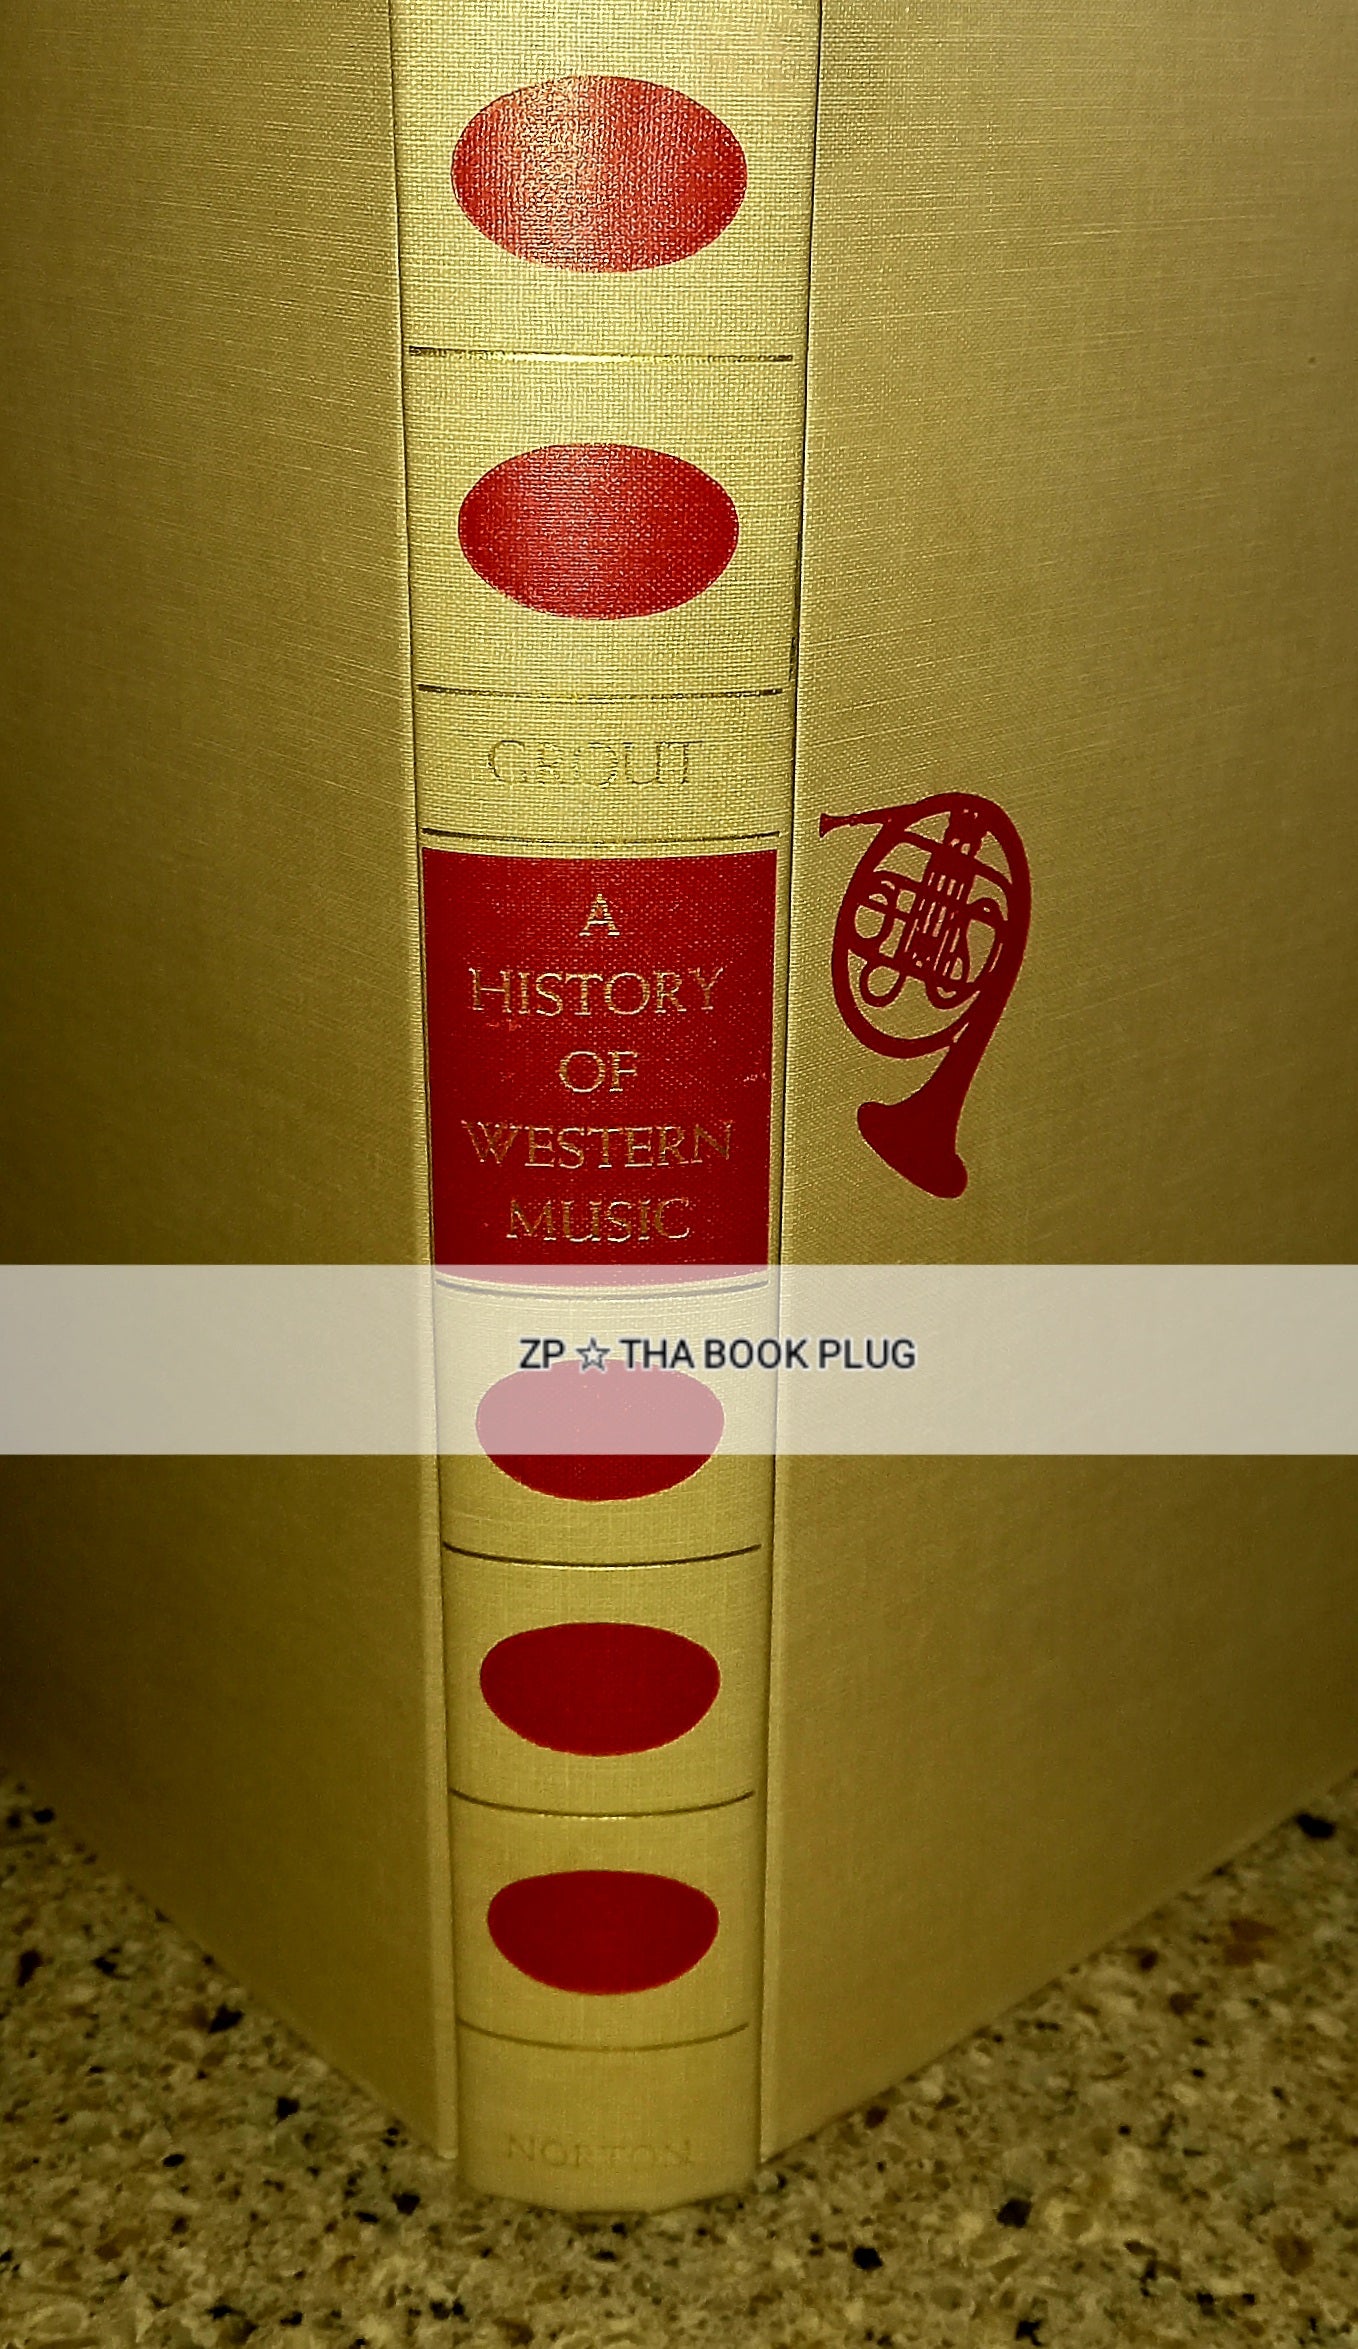 GROUT
A
HISTORY
OF
WESTERN
MUSIC
ZP ☆ THA BOOK PLUG
NORTON